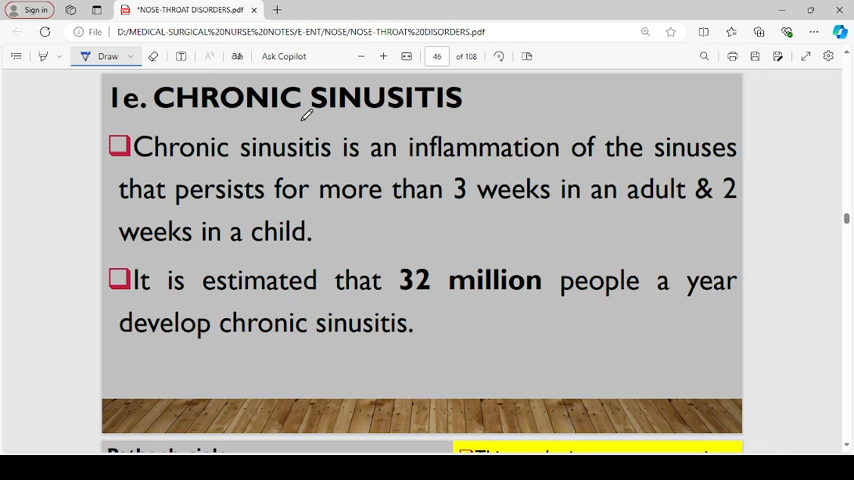 Sign in
*NOSE-THROAT DISORDERS.pdf
File
D:/MEDICAL-SURGICAL%20NURSE%20NOTES/E-ENT/NOSE/NOSE-THROAT%20DISORDERS.pdf
Draw
Ask Copilot
46 of 108
1e. CHRONIC SINUSITIS
Chronic sinusitis is an inflammation of the sinuses
that persists for more than 3 weeks in an adult & 2
weeks in a child.
It is estimated that 32 million people a year
develop chronic sinusitis.